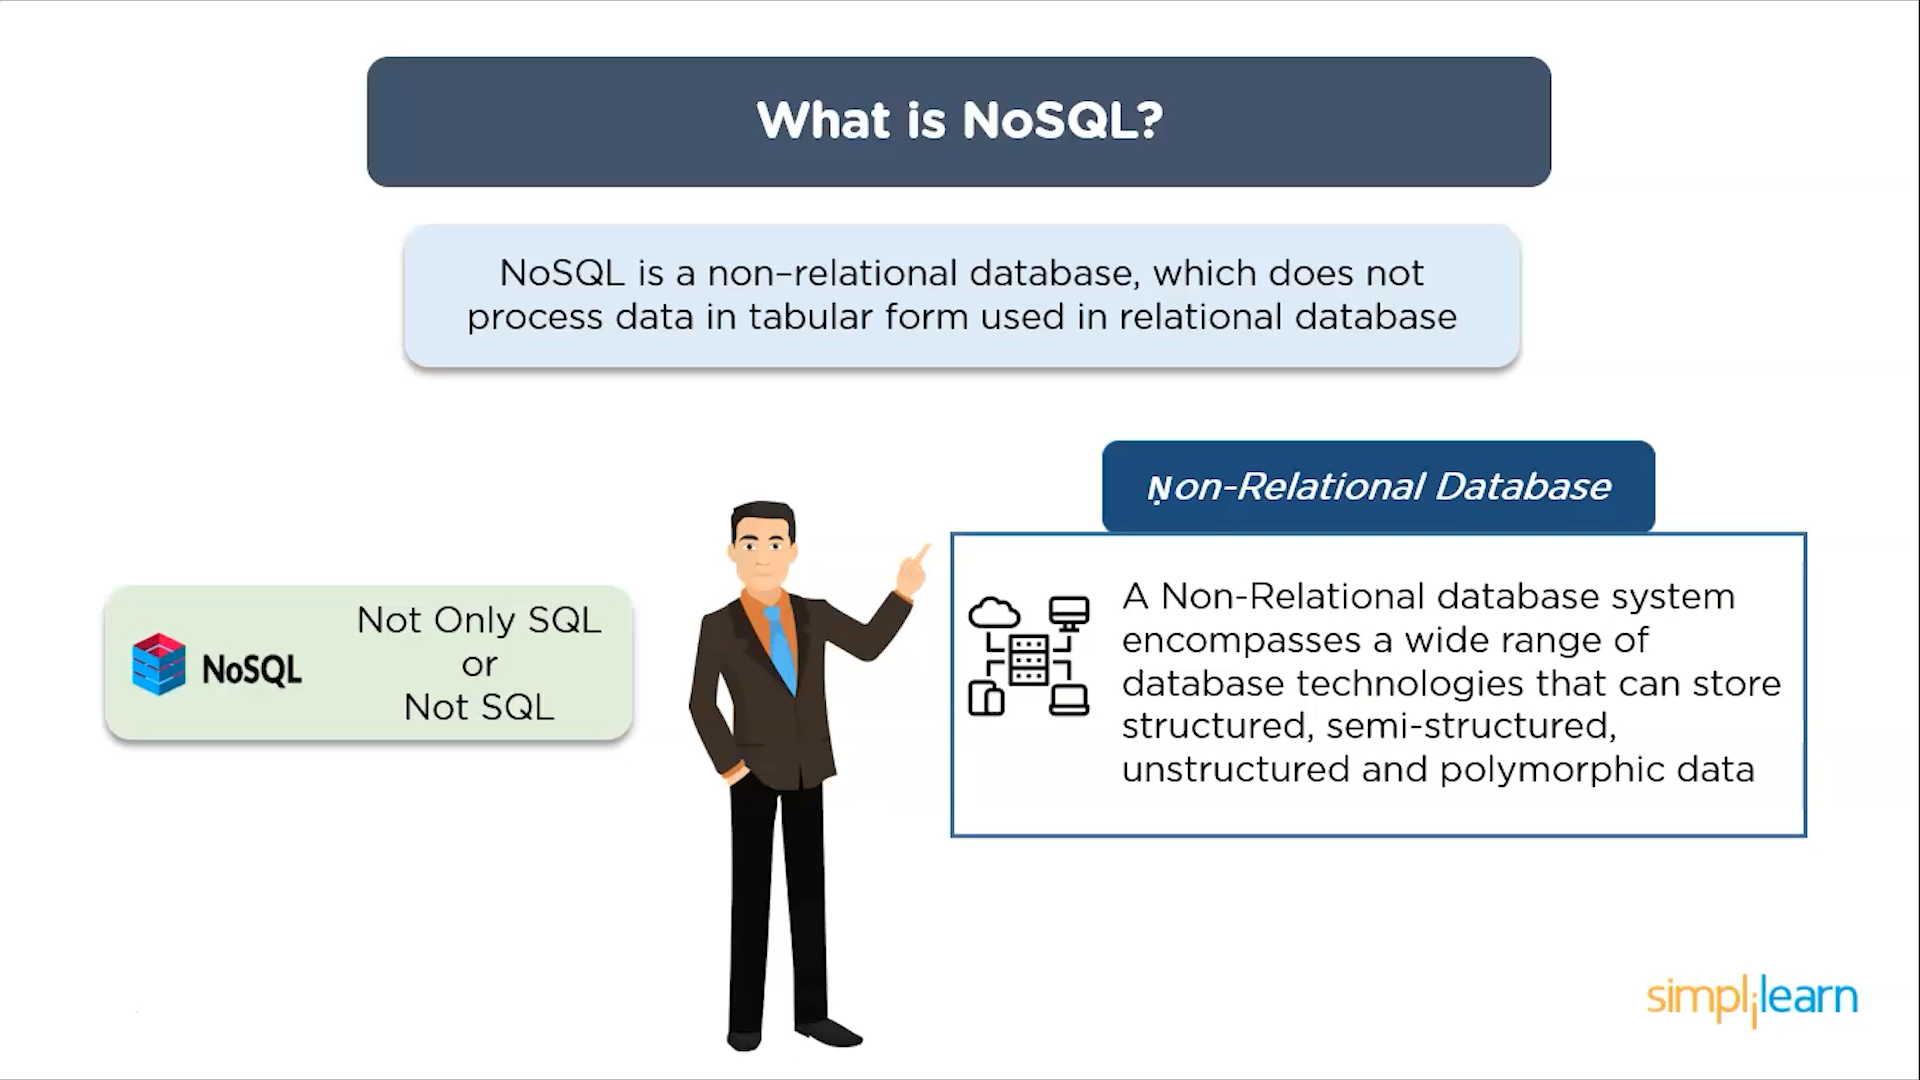 What is NoSQL?
NoSQL is a non–relational database, which does not
process data in tabular form used in relational database
Non-Relational Database
NoSQL
Not Only SQL
or
Not SQL
A Non-Relational database system
encompasses a wide range of
database technologies that can store
structured, semi-structured,
unstructured and polymorphic data
simplilearn